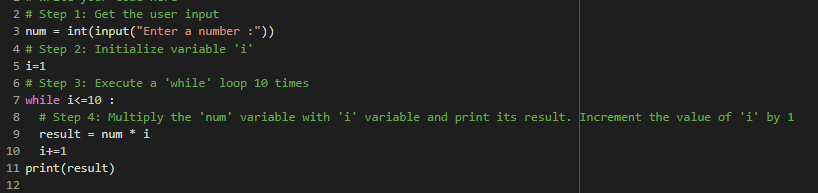 2 # Step 1: Get the user input
3 num = int(input("Enter a number :"))
4 # Step 2: Initialize variable 'i'
5 i=1
6 # Step 3: Execute a 'while' loop 10 times
7 while i<=10 :
8   # Step 4: Multiply the 'num' variable with 'i' variable and print its result. Increment the value of 'i' by 1
9   result = num * i
10   i+=1
11 print(result)
12